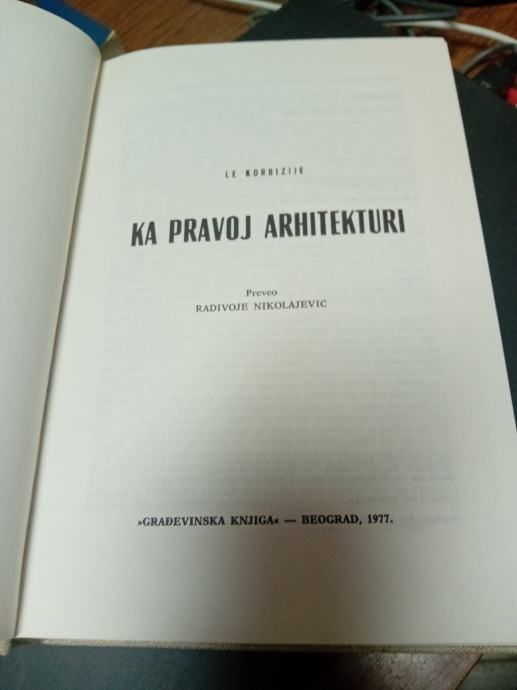 LE KORBIZIJE
KA PRAVOJ ARHITEKTURI
Preveo
RADIVOJE NIKOLAJEVIĆ
»GRAĐEVINSKA KNJIGA« — BEOGRAD, 1977.